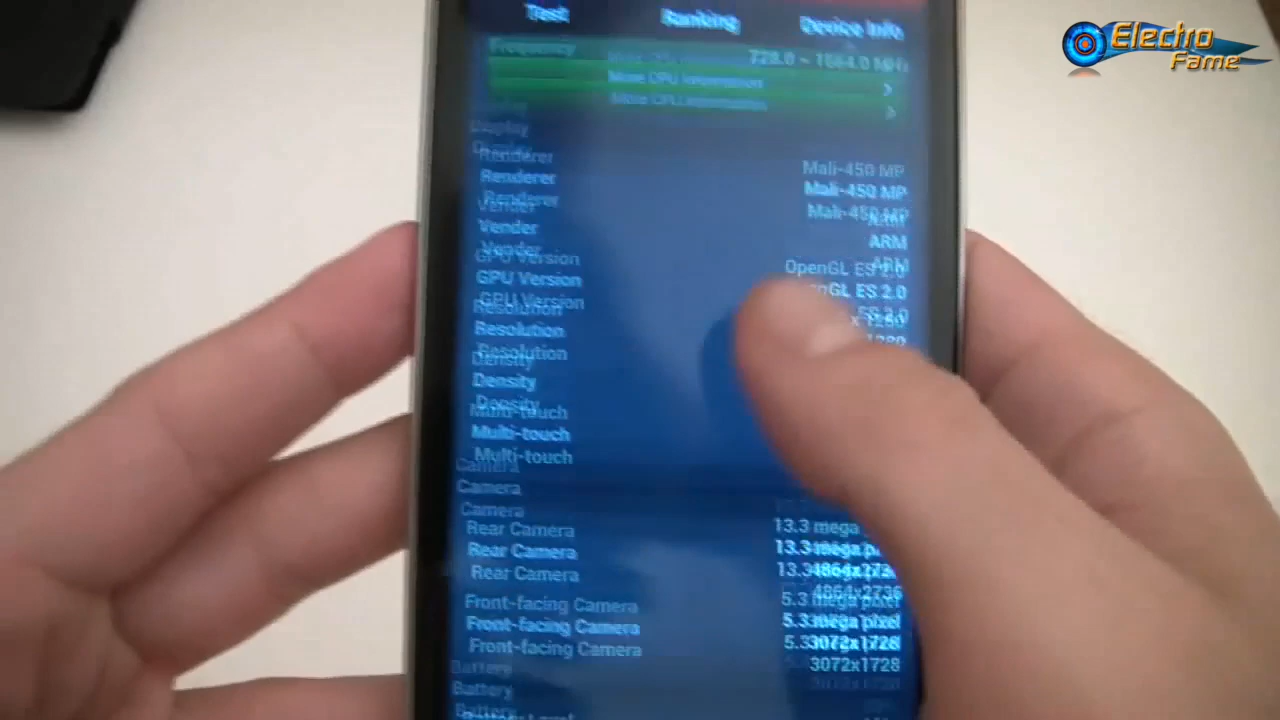 Electro
Fame
Test Ranking Device Info
Frequency 728.0 ~ 1664.0 MHz
More CPU Information
Display
Renderer Mali-450 MP
Vender ARM
GPU Version OpenGL ES 2.0
Resolution x 1280
Density
Multi-touch
Camera
Rear Camera 13.3 mega
4864x2736
Front-facing Camera 5.3 mega pixel
3072x1728
Battery